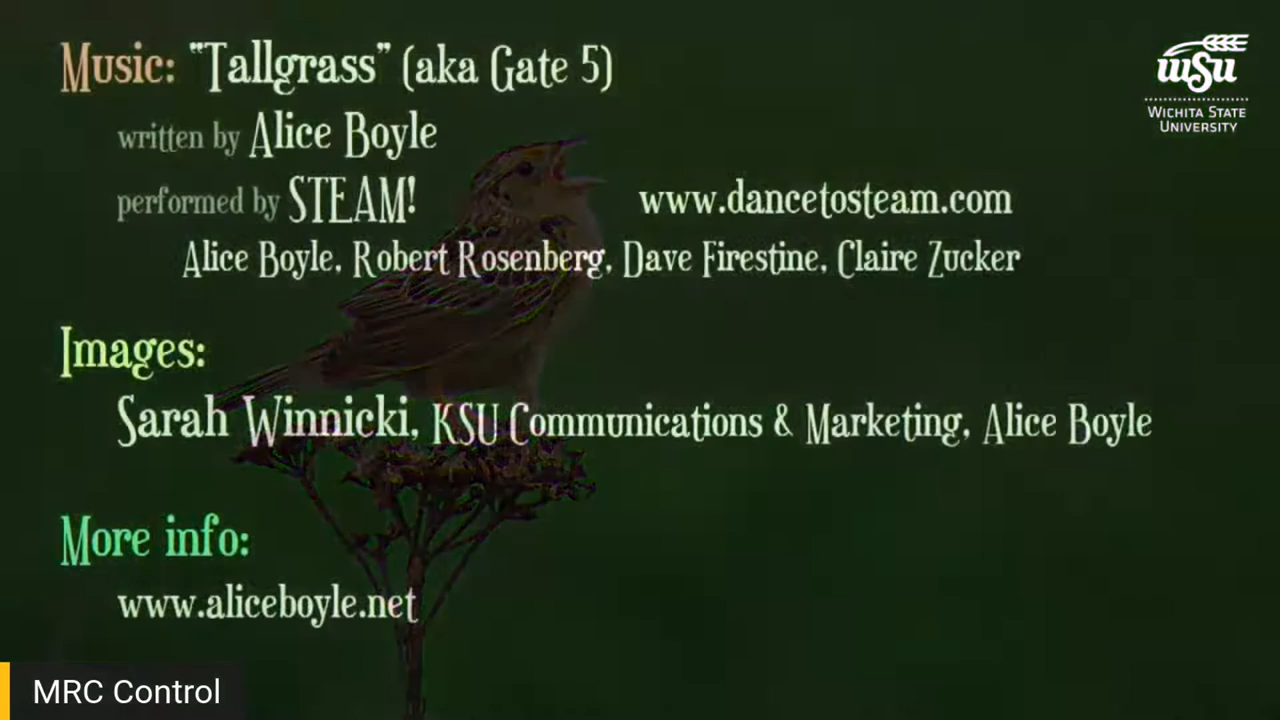 Music: "Tallgrass" (aka Gate 5)
written by Alice Boyle
performed by STEAM! www.dancetosteam.com
Alice Boyle, Robert Rosenberg, Dave Firestine, Claire Zucker
Images:
Sarah Winnicki, KSU Communications & Marketing, Alice Boyle
More info:
www.aliceboyle.net
WSU
WICHITA STATE
UNIVERSITY
MRC Control